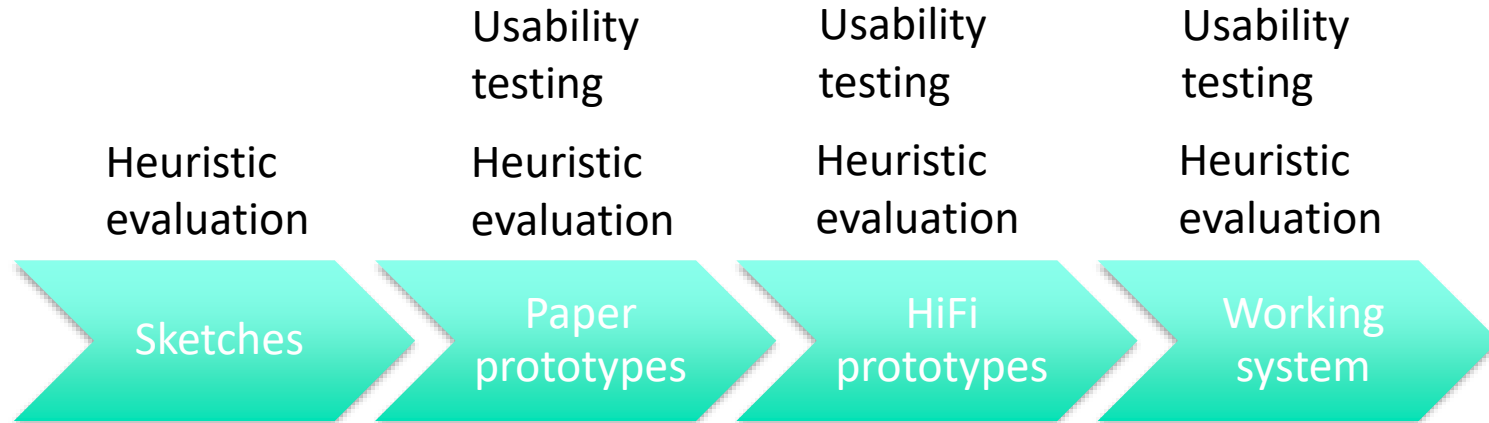 Usability
testing
Usability
testing
Usability
testing
Heuristic
evaluation
Heuristic
evaluation
Heuristic
evaluation
Heuristic
evaluation
Sketches
Paper
prototypes
HiFi
prototypes
Working
system